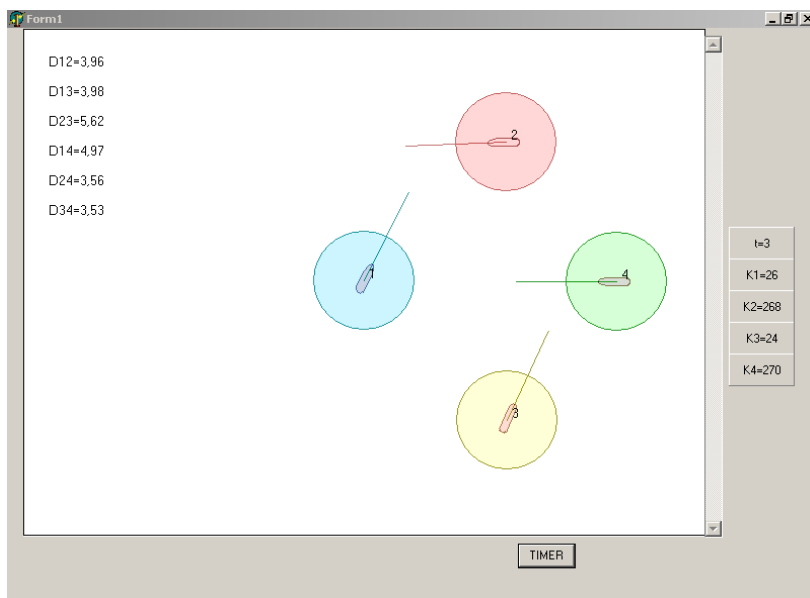 Form1
D12=3,96
D13=3,98
D23=5,62
D14=4,97
D24=3,56
D34=3,53
2
1
4
3
t=3
K1=26
K2=268
K3=24
K4=270
TIMER